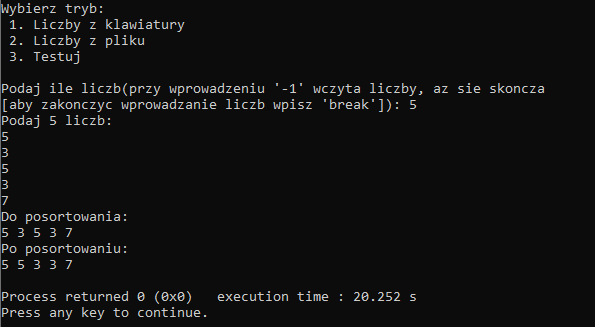 Wybierz tryb:
1. Liczby z klawiatury
2. Liczby z pliku
3. Testuj
Podaj ile liczb(przy wprowadzeniu '-1' wczyta liczby, az sie skoncza
[aby zakonczyc wprowadzanie liczb wpisz 'break']): 5
Podaj 5 liczb:
5
3
5
3
7
Do posortowania:
5 3 5 3 7
Po posortowaniu:
5 5 3 3 7
Process returned 0 (0x0)   execution time : 20.252 s
Press any key to continue.